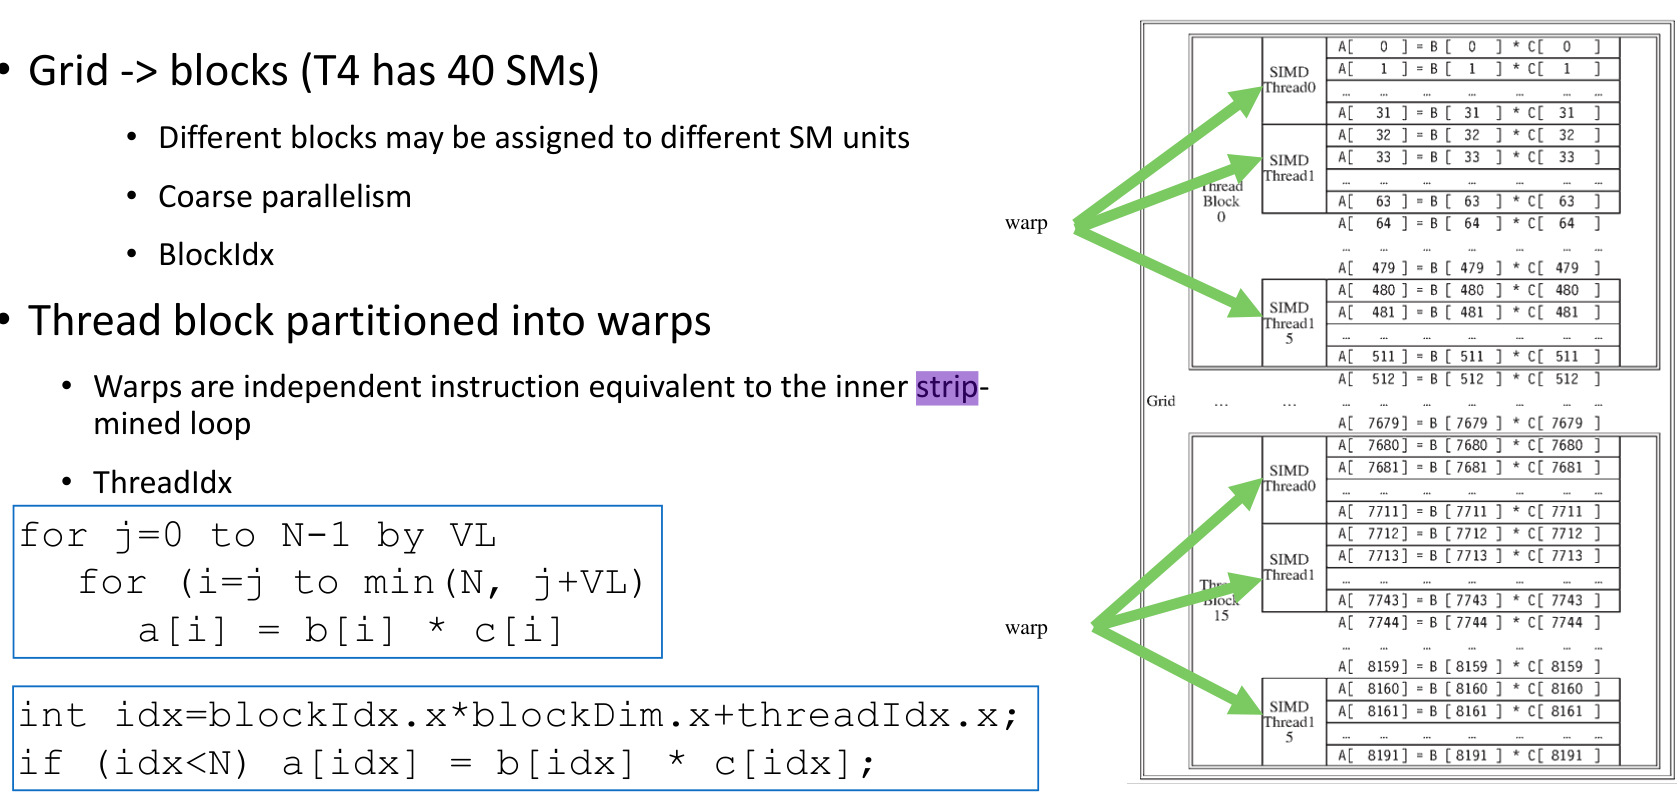 • Grid -> blocks (T4 has 40 SMs)
• Different blocks may be assigned to different SM units
• Coarse parallelism
• BlockIdx
• Thread block partitioned into warps
• Warps are independent instruction equivalent to the inner strip-
mined loop
• ThreadIdx
for j=0 to N-1 by VL
for (i=j to min(N, j+VL)
a[i] = b[i] * c[i]
int idx=blockIdx.x*blockDim.x+threadIdx.x;
if (idx<N) a[idx] = b[idx] * c[idx];
warp
warp
Grid
... ...
Thread
Block
0
SIMD
Thread0
A[ 0 ] = B [ 0 ] * C[ 0 ]
A[ 1 ] = B [ 1 ] * C[ 1 ]
... ... ... ... ... ... ...
A[ 31 ] = B [ 31 ] * C[ 31 ]
SIMD
Thread1
A[ 32 ] = B [ 32 ] * C[ 32 ]
A[ 33 ] = B [ 33 ] * C[ 33 ]
... ... ... ... ... ... ...
A[ 63 ] = B [ 63 ] * C[ 63 ]
A[ 64 ] = B [ 64 ] * C[ 64 ]
... ... ... ... ... ... ...
A[ 479 ] = B [ 479 ] * C[ 479 ]
SIMD
Thread1
5
A[ 480 ] = B [ 480 ] * C[ 480 ]
A[ 481 ] = B [ 481 ] * C[ 481 ]
... ... ... ... ... ... ...
A[ 511 ] = B [ 511 ] * C[ 511 ]
A[ 512 ] = B [ 512 ] * C[ 512 ]
... ... ... ... ... ... ...
A[ 7679 ] = B [ 7679 ] * C[ 7679 ]
Block
15
SIMD
Thread0
A[ 7680 ] = B [ 7680 ] * C[ 7680 ]
A[ 7681 ] = B [ 7681 ] * C[ 7681 ]
... ... ... ... ... ... ...
A[ 7711 ] = B [ 7711 ] * C[ 7711 ]
SIMD
Thread1
A[ 7712 ] = B [ 7712 ] * C[ 7712 ]
A[ 7713 ] = B [ 7713 ] * C[ 7713 ]
... ... ... ... ... ... ...
A[ 7743 ] = B [ 7743 ] * C[ 7743 ]
A[ 7744 ] = B [ 7744 ] * C[ 7744 ]
... ... ... ... ... ... ...
A[ 8159 ] = B [ 8159 ] * C[ 8159 ]
SIMD
Thread1
5
A[ 8160 ] = B [ 8160 ] * C[ 8160 ]
A[ 8161 ] = B [ 8161 ] * C[ 8161 ]
... ... ... ... ... ... ...
A[ 8191 ] = B [ 8191 ] * C[ 8191 ]